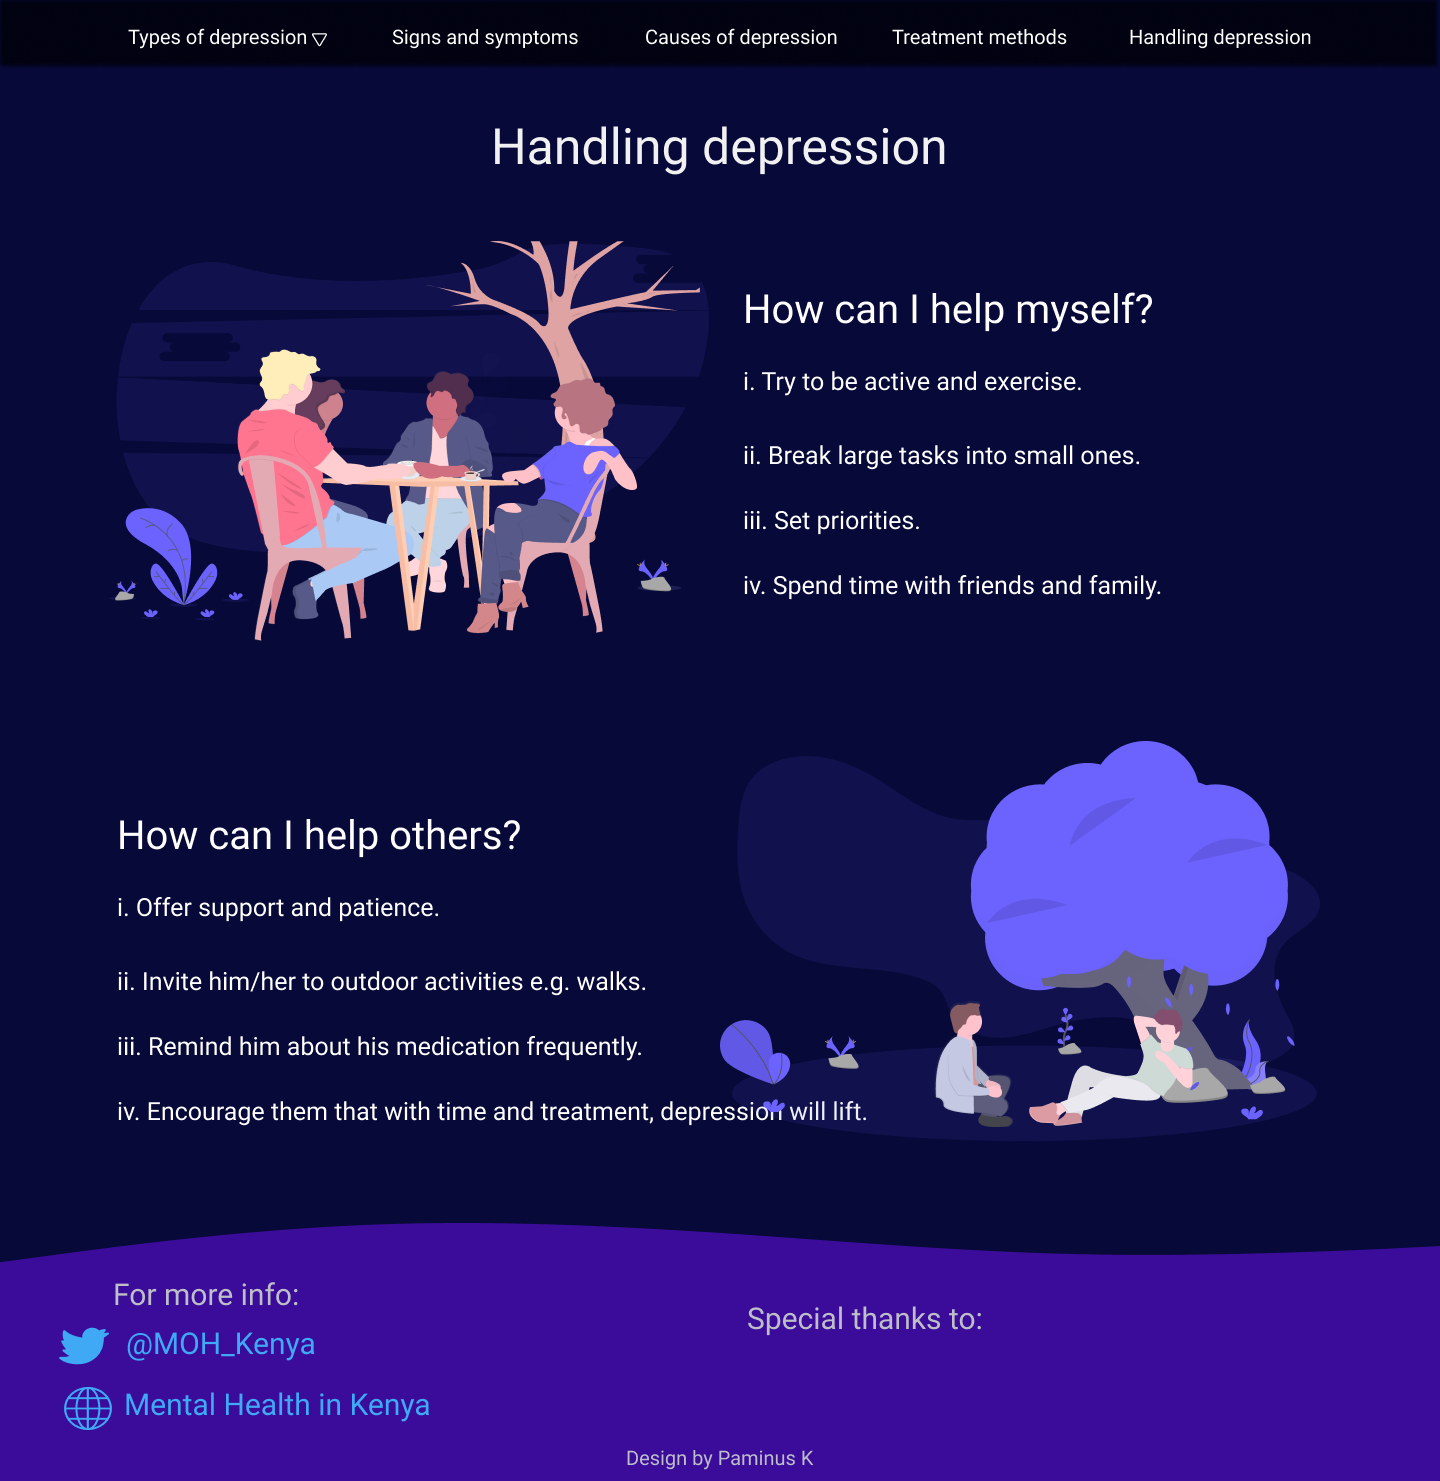 Types of depression
Signs and symptoms
Causes of depression
Treatment methods
Handling depression
Handling depression
How can I help myself?
i. Try to be active and exercise.
ii. Break large tasks into small ones.
iii. Set priorities.
iv. Spend time with friends and family.
How can I help others?
i. Offer support and patience.
ii. Invite him/her to outdoor activities e.g. walks.
iii. Remind him about his medication frequently.
iv. Encourage them that with time and treatment, depression will lift.
For more info:
@MOH_Kenya
Mental Health in Kenya
Special thanks to:
Design by Paminus K